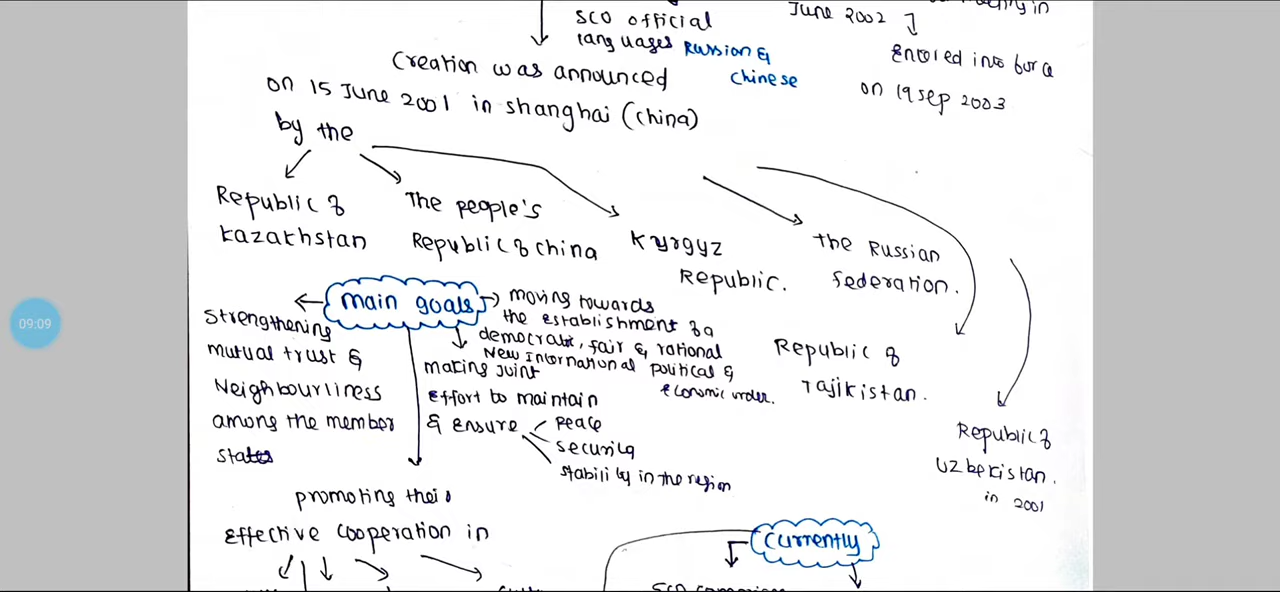 June 2002
SCO official
languages Russian &
Chinese
Entered into force
on 19 Sep 2003
Creation was announced
on 15 June 2001 in shanghai (china)
by the
Republic of
Kazakhstan
The people's
Republic of china
Kyrgyz
Republic.
The Russian
federation.
Republic of
Tajikistan.
Republic of
Uzbekistan.
in 2001
main goals
Strengthening
mutual trust &
Neighbourliness
among the member
states
moving towards
the establishment of a
democratic, fair & rational
New International political &
economic order.
making joint
effort to maintain
& ensure
peace
security
stability in the region
promoting their
effective cooperation in
Currently
09:09